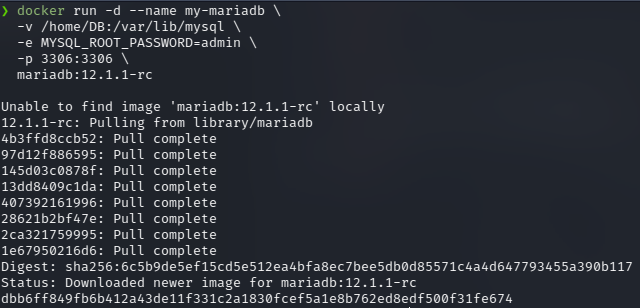 ❯ docker run -d --name my-mariadb \
-v /home/DB:/var/lib/mysql \
-e MYSQL_ROOT_PASSWORD=admin \
-p 3306:3306 \
mariadb:12.1.1-rc
Unable to find image 'mariadb:12.1.1-rc' locally
12.1.1-rc: Pulling from library/mariadb
4b3ffd8ccb52: Pull complete
97d12f886595: Pull complete
145d03c0878f: Pull complete
13dd8409c1da: Pull complete
407392161996: Pull complete
28621b2bf47e: Pull complete
2ca321759995: Pull complete
1e67950216d6: Pull complete
Digest: sha256:6c5b9de5ef15cd5e512ea4bfa8ec7bee5db0d85571c4a4d647793455a390b117
Status: Downloaded newer image for mariadb:12.1.1-rc
dbb6ff849fb6b412a43de11f331c2a1830fcef5a1e8b762ed8edf500f31fe674